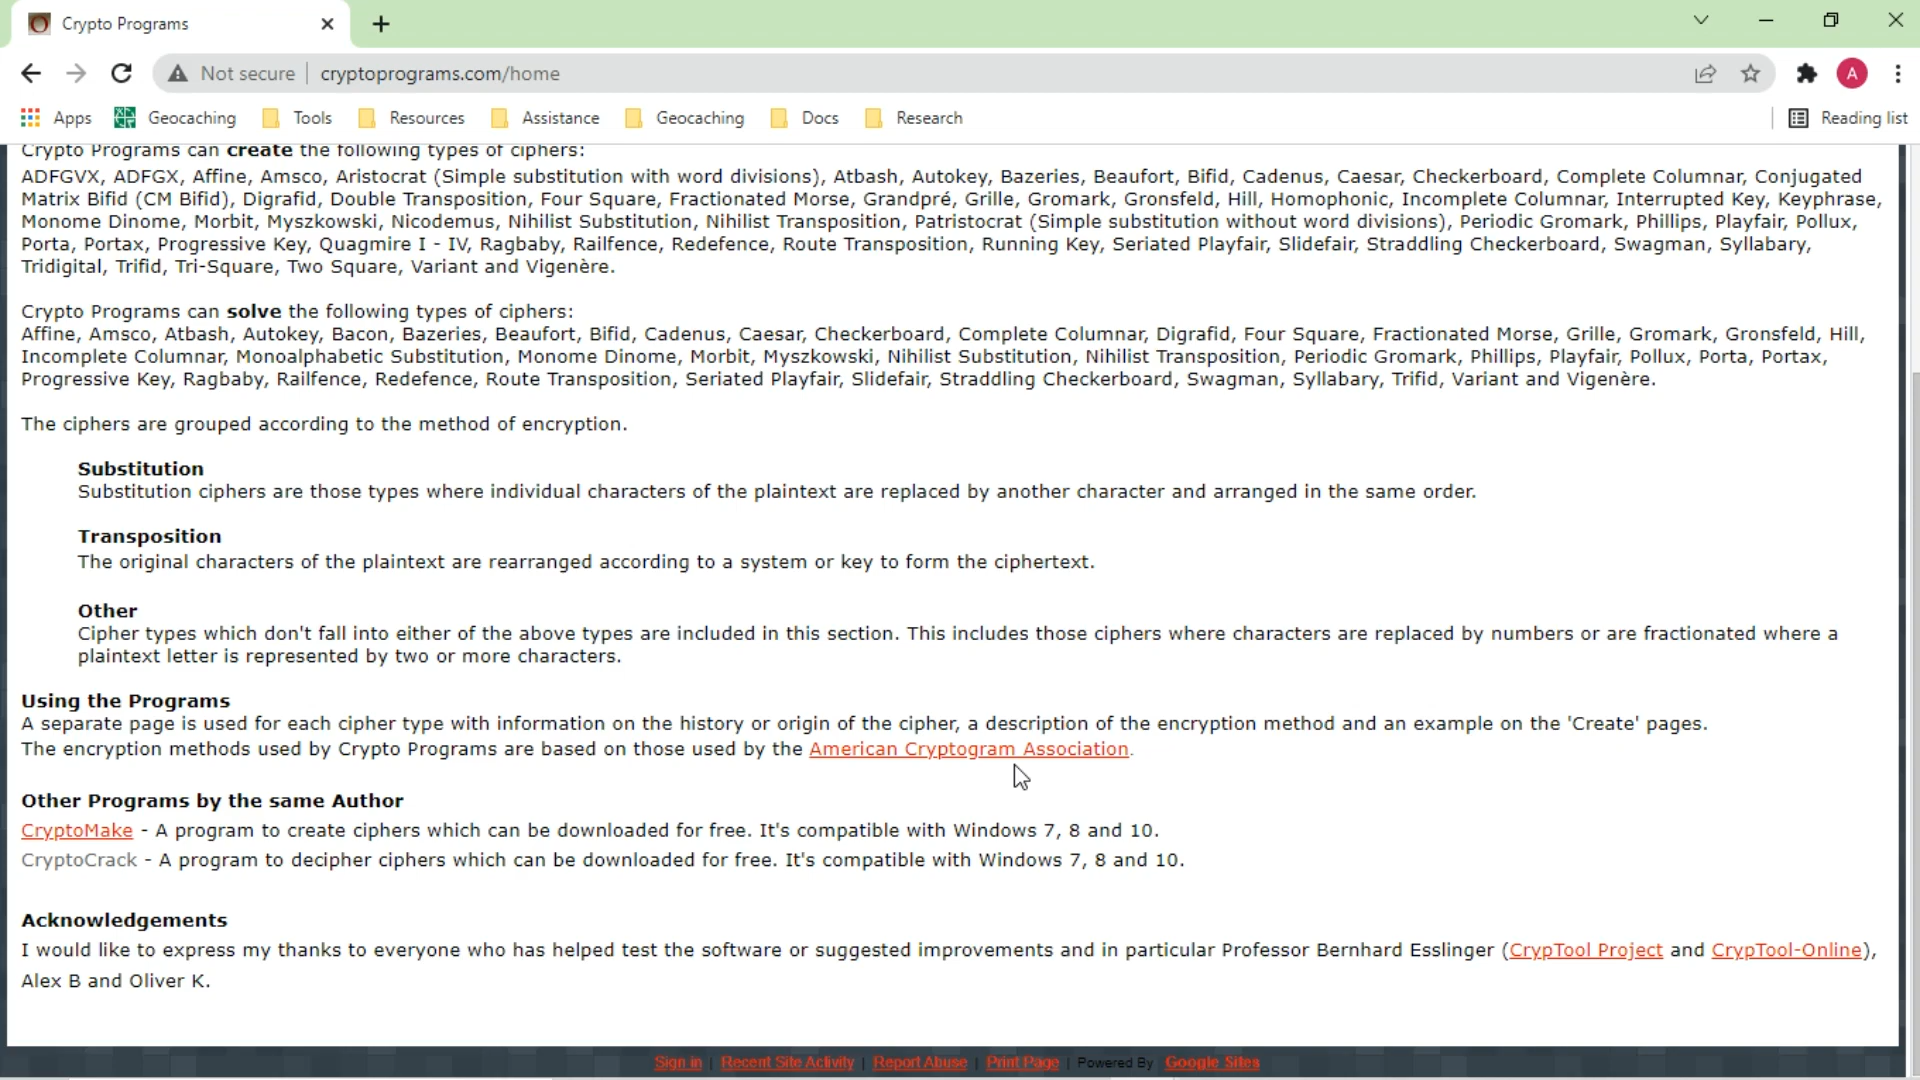 Crypto Programs
Not secure
cryptoprograms.com/home
A
Apps
Geocaching
Tools
Resources
Assistance
Geocaching
Docs
Research
Reading list
Crypto Programs can create the following types of ciphers:
ADFGVX, ADFGX, Affine, Amsco, Aristocrat (Simple substitution with word divisions), Atbash, Autokey, Bazeries, Beaufort, Bifid, Cadenus, Caesar, Checkerboard, Complete Columnar, Conjugated
Matrix Bifid (CM Bifid), Digrafid, Double Transposition, Four Square, Fractionated Morse, Grandpré, Grille, Gromark, Gronsfeld, Hill, Homophonic, Incomplete Columnar, Interrupted Key, Keyphrase,
Monome Dinome, Morbit, Myszkowski, Nicodemus, Nihilist Substitution, Nihilist Transposition, Patristocrat (Simple substitution without word divisions), Periodic Gromark, Phillips, Playfair, Pollux,
Porta, Portax, Progressive Key, Quagmire I - IV, Ragbaby, Railfence, Redefence, Route Transposition, Running Key, Seriated Playfair, Slidefair, Straddling Checkerboard, Swagman, Syllabary,
Tridigital, Trifid, Tri-Square, Two Square, Variant and Vigenère.
Crypto Programs can solve the following types of ciphers:
Affine, Amsco, Atbash, Autokey, Bacon, Bazeries, Beaufort, Bifid, Cadenus, Caesar, Checkerboard, Complete Columnar, Digrafid, Four Square, Fractionated Morse, Grille, Gromark, Gronsfeld, Hill,
Incomplete Columnar, Monoalphabetic Substitution, Monome Dinome, Morbit, Myszkowski, Nihilist Substitution, Nihilist Transposition, Periodic Gromark, Phillips, Playfair, Pollux, Porta, Portax,
Progressive Key, Ragbaby, Railfence, Redefence, Route Transposition, Seriated Playfair, Slidefair, Straddling Checkerboard, Swagman, Syllabary, Trifid, Variant and Vigenère.
The ciphers are grouped according to the method of encryption.
Substitution
Substitution ciphers are those types where individual characters of the plaintext are replaced by another character and arranged in the same order.
Transposition
The original characters of the plaintext are rearranged according to a system or key to form the ciphertext.
Other
Cipher types which don't fall into either of the above types are included in this section. This includes those ciphers where characters are replaced by numbers or are fractionated where a
plaintext letter is represented by two or more characters.
Using the Programs
A separate page is used for each cipher type with information on the history or origin of the cipher, a description of the encryption method and an example on the 'Create' pages.
The encryption methods used by Crypto Programs are based on those used by the American Cryptogram Association.
Other Programs by the same Author
CryptoMake - A program to create ciphers which can be downloaded for free. It's compatible with Windows 7, 8 and 10.
CryptoCrack - A program to decipher ciphers which can be downloaded for free. It's compatible with Windows 7, 8 and 10.
Acknowledgements
I would like to express my thanks to everyone who has helped test the software or suggested improvements and in particular Professor Bernhard Esslinger (CrypTool Project and CrypTool-Online),
Alex B and Oliver K.
Sign in | Recent Site Activity | Report Abuse | Print Page | Powered By Google Sites